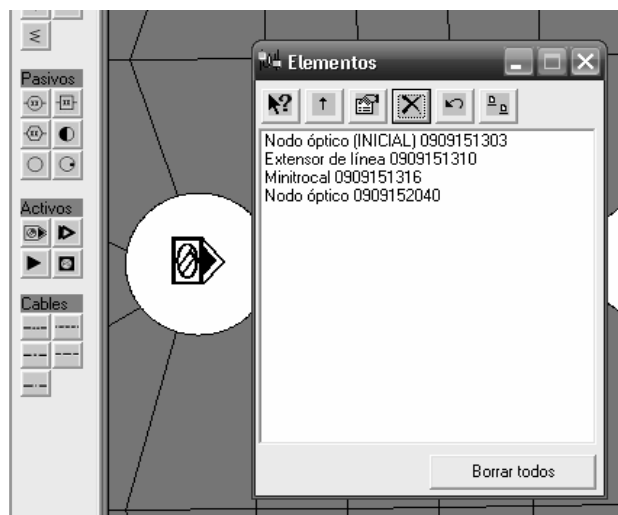 Pasivos
Activos
Cables
Elementos
Nodo óptico (INICIAL) 0909151303
Extensor de línea 0909151310
Minitrocal 0909151316
Nodo óptico 0909152040
Borrar todos